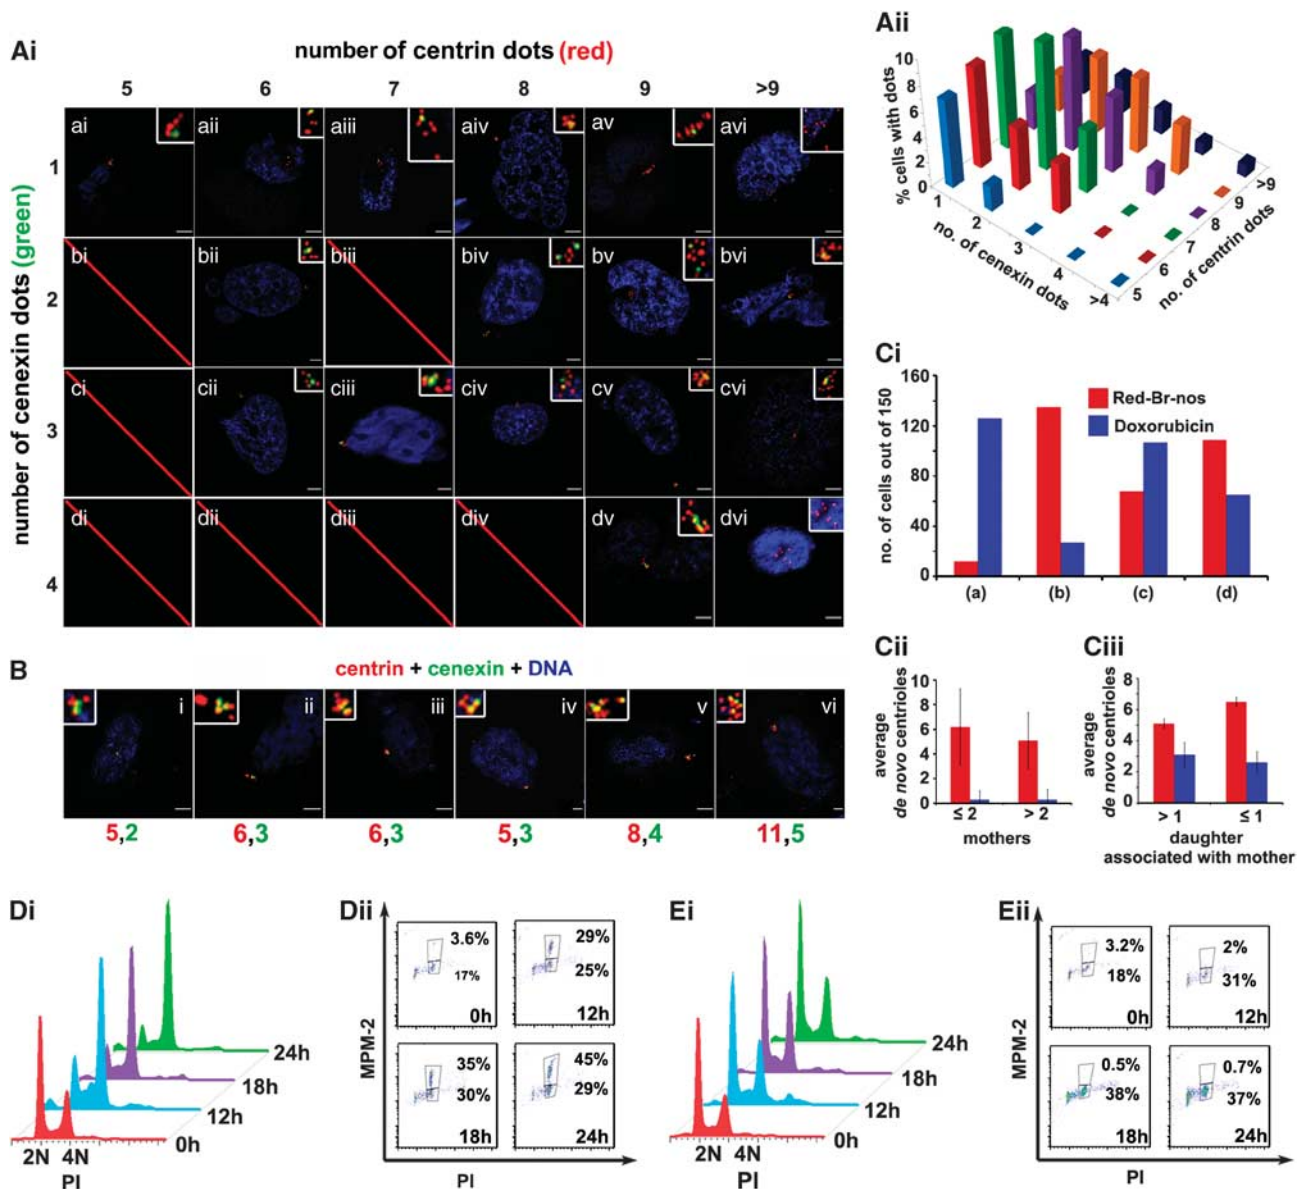 Ai
number of centrin dots (red)
5 6 7 8 9 >9
number of cenexin dots (green)
1
ai aii aiii aiv av avi
2
bi bii biii biv bv bvi
3
ci cii ciii civ cv cvi
4
di dii diii div dv dvi
Aii
% cells with dots
10
8
6
4
2
0
1 2 3 4 >4
no. of cenexin dots
5 6 7 8 9 >9
no. of centrin dots
B
centrin + cenexin + DNA
i ii iii iv v vi
5,2 6,3 6,3 5,3 8,4 11,5
Ci
no. of cells out of 150
160
120
80
40
0
Red-Br-nos
Doxorubicin
(a) (b) (c) (d)
Cii
average
de novo centrioles
10
8
6
4
2
0
≤ 2 > 2
mothers
Ciii
average
de novo centrioles
8
6
4
2
0
> 1 ≤ 1
daughter
associated with mother
Di
24h
18h
12h
0h
2N 4N
PI
Dii
MPM-2
3.6%
17%
0h
29%
25%
12h
35%
30%
18h
45%
29%
24h
PI
Ei
24h
18h
12h
0h
2N 4N
PI
Eii
MPM-2
3.2%
18%
0h
2%
31%
12h
0.5%
38%
18h
0.7%
37%
24h
PI